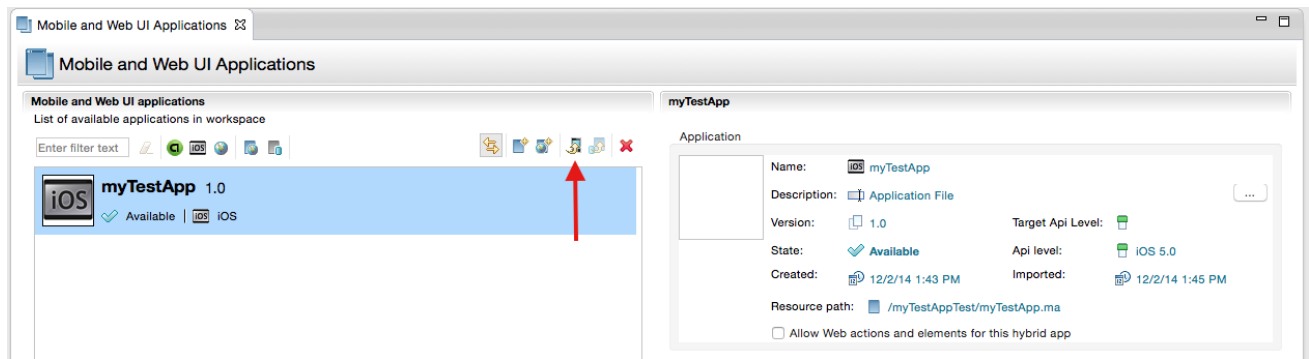 Mobile and Web UI Applications
Mobile and Web UI Applications
Mobile and Web UI applications
List of available applications in workspace
Enter filter text
iOS
iOS
myTestApp 1.0
Available | iOS iOS
myTestApp
Application
Name: iOS myTestApp
Description: Application File
...
Version: 1.0 Target Api Level:
State: Available Api level: iOS 5.0
Created: 12/2/14 1:43 PM Imported: 12/2/14 1:45 PM
Resource path: /myTestAppTest/myTestApp.ma
Allow Web actions and elements for this hybrid app